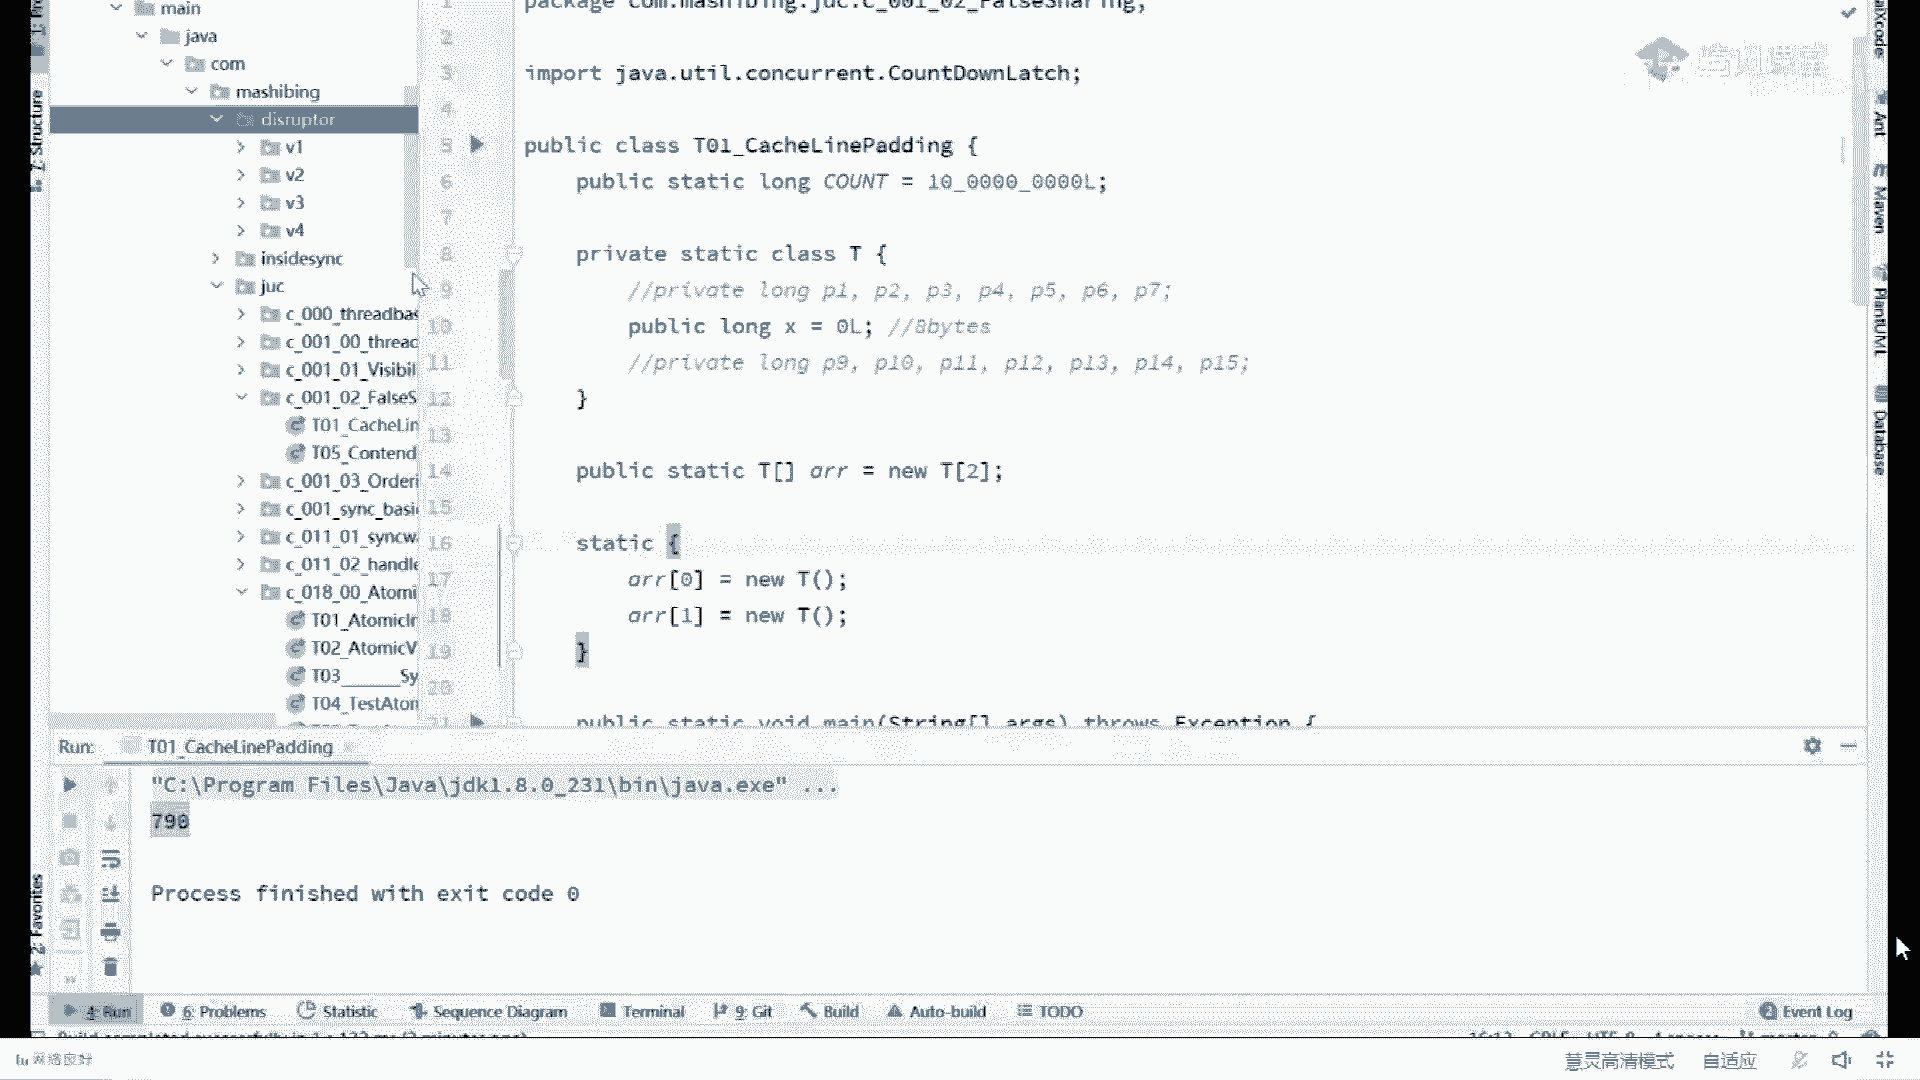 main
java
com
mashibing
disruptor
v1
v2
v3
v4
insidesync
juc
c_000_threadbas
c_001_00_thread
c_001_01_Visibil
c_001_02_FalseS
T01_CacheLin
T05_Contend
c_001_03_Orderi
c_001_sync_basi
c_011_01_syncw
c_011_02_handle
c_018_00_Atomi
T01_AtomicIn
T02_AtomicV
T03______Sy
T04_TestAton
1: Pr
7: Structure
2: Favorites
1 package com.mashibing.juc.c_001_02_FalseSharing;
2
3 import java.util.concurrent.CountDownLatch;
4
5 public class T01_CacheLinePadding {
6 public static long COUNT = 10_0000_0000L;
7
8 private static class T {
9 //private long p1, p2, p3, p4, p5, p6, p7;
10 public long x = 0L; //8bytes
11 //private long p9, p10, p11, p12, p13, p14, p15;
12 }
13
14 public static T[] arr = new T[2];
15
16 static {
17 arr[0] = new T();
18 arr[1] = new T();
19 }
20
21 public static void main(String[] args) throws Exception {
aiXcode
Ant
Maven
PlantUML
Database
Run: T01_CacheLinePadding
"C:\Program Files\Java\jdk1.8.0_231\bin\java.exe" ...
790
Process finished with exit code 0
4: Run 6: Problems Statistic Sequence Diagram Terminal 9: Git Build Auto-build TODO Event Log
网络良好 慧灵高清模式 自适应